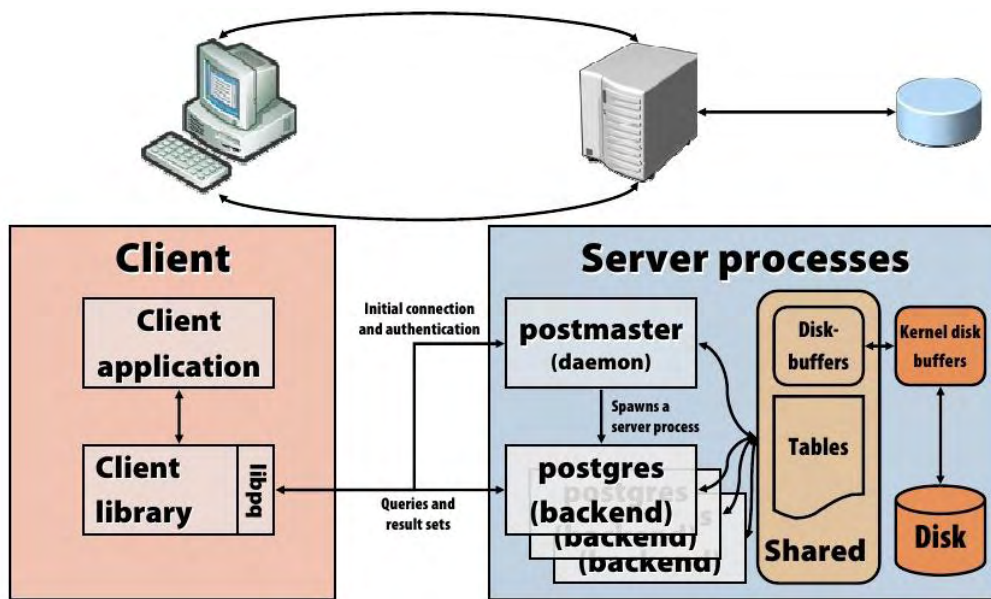 Client
Client
application
Client
library
libpq
Initial connection
and authentication
Queries and
result sets
Server processes
postmaster
(daemon)
Spawns a
server process
postgres
(backend)
postgres
(backend)
(backend)
Disk-
buffers
Tables
Shared
Kernel disk
buffers
Disk